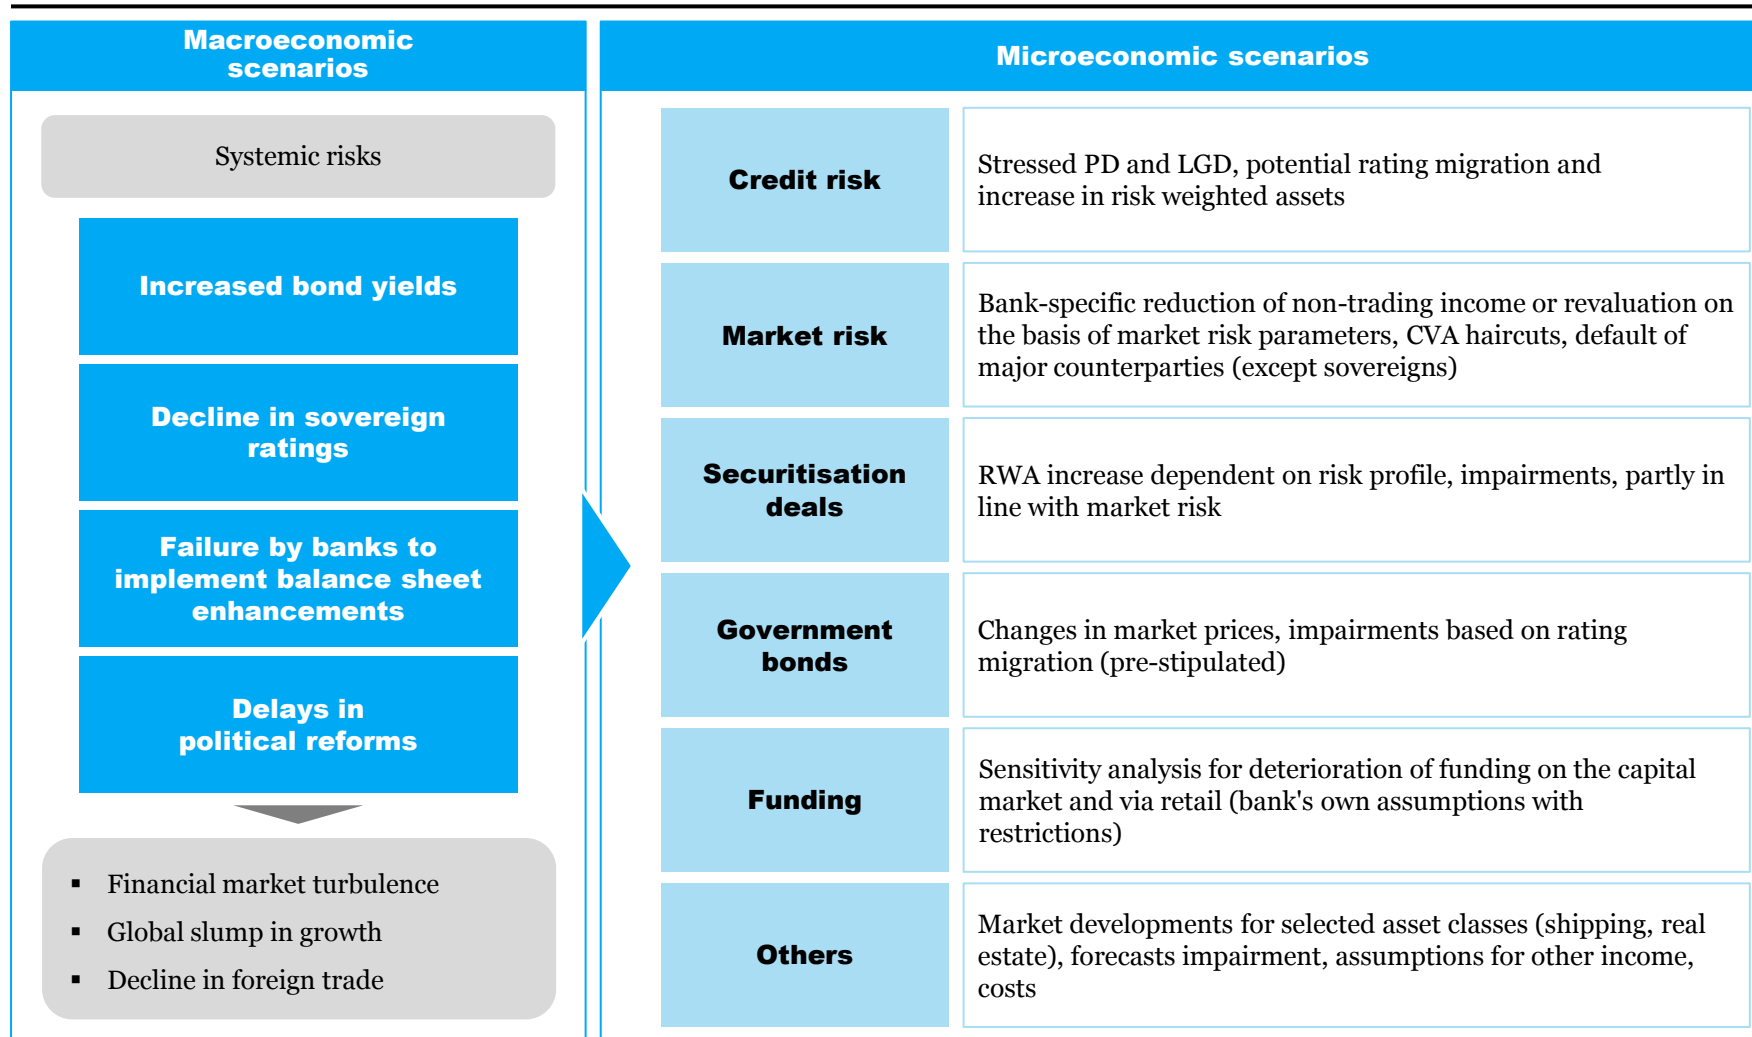 Macroeconomic
scenarios
Systemic risks
Increased bond yields
Decline in sovereign
ratings
Failure by banks to
implement balance sheet
enhancements
Delays in
political reforms
▪ Financial market turbulence
▪ Global slump in growth
▪ Decline in foreign trade
Microeconomic scenarios
Credit risk
Stressed PD and LGD, potential rating migration and
increase in risk weighted assets
Market risk
Bank-specific reduction of non-trading income or revaluation on
the basis of market risk parameters, CVA haircuts, default of
major counterparties (except sovereigns)
Securitisation
deals
RWA increase dependent on risk profile, impairments, partly in
line with market risk
Government
bonds
Changes in market prices, impairments based on rating
migration (pre-stipulated)
Funding
Sensitivity analysis for deterioration of funding on the capital
market and via retail (bank's own assumptions with
restrictions)
Others
Market developments for selected asset classes (shipping, real
estate), forecasts impairment, assumptions for other income,
costs